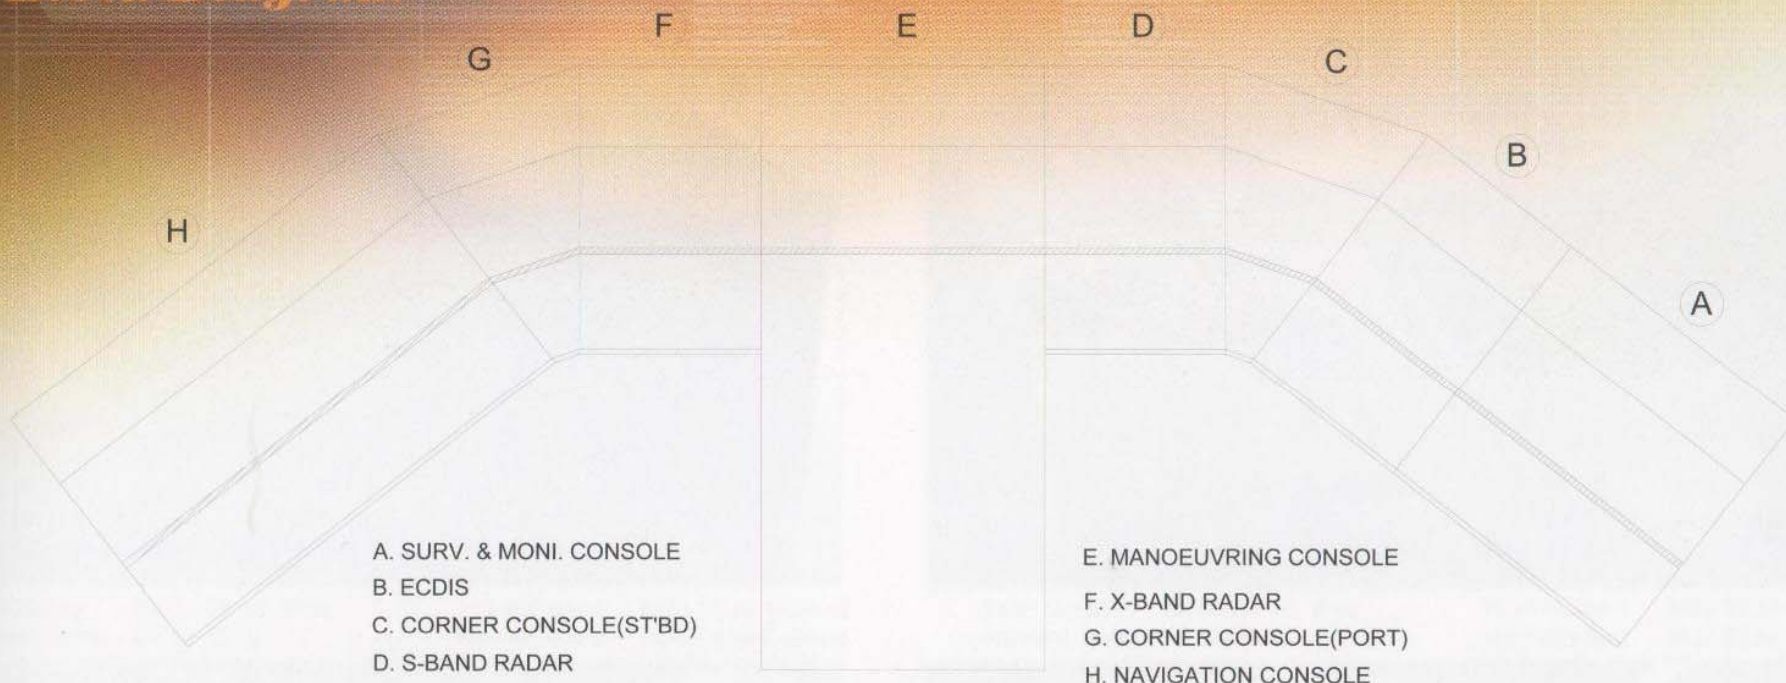 F E D
G C
B
H
A
A. SURV. & MONI. CONSOLE
B. ECDIS
C. CORNER CONSOLE(ST'BD)
D. S-BAND RADAR
E. MANOEUVRING CONSOLE
F. X-BAND RADAR
G. CORNER CONSOLE(PORT)
H. NAVIGATION CONSOLE